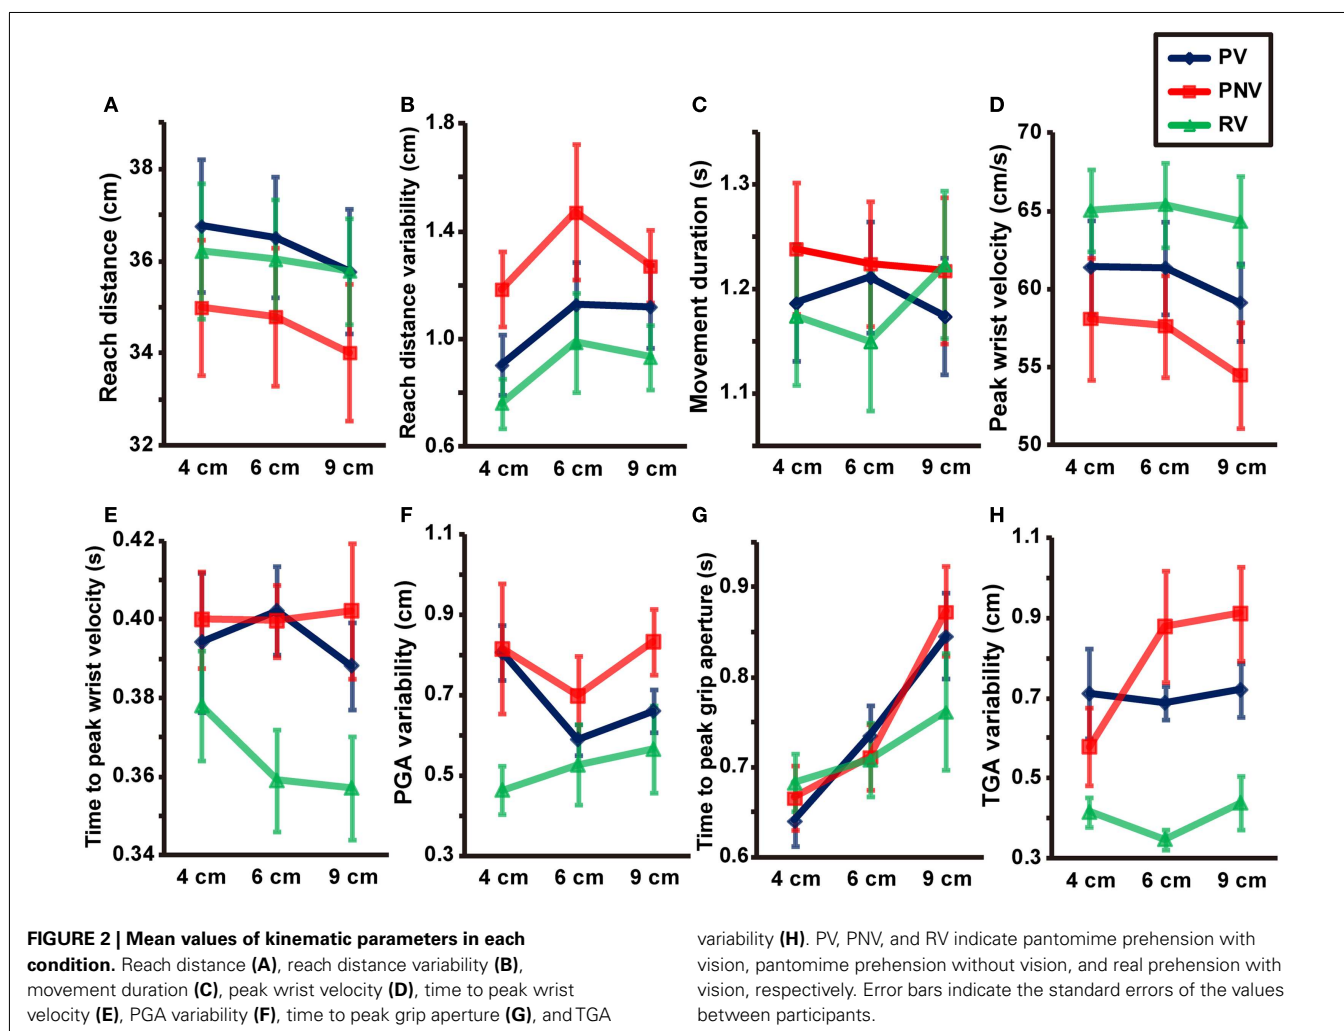 PV
PNV
RV
A
Reach distance (cm)
38
36
34
32
4 cm 6 cm 9 cm
B
Reach distance variability (cm)
1.8
1.4
1.0
0.6
4 cm 6 cm 9 cm
C
Movement duration (s)
1.3
1.2
1.1
4 cm 6 cm 9 cm
D
Peak wrist velocity (cm/s)
70
65
60
55
50
4 cm 6 cm 9 cm
E
Time to peak wrist velocity (s)
0.42
0.40
0.38
0.36
0.34
4 cm 6 cm 9 cm
F
PGA variability (cm)
1.1
0.9
0.7
0.5
0.3
4 cm 6 cm 9 cm
G
Time to peak grip aperture (s)
0.9
0.8
0.7
0.6
4 cm 6 cm 9 cm
H
TGA variability (cm)
1.1
0.9
0.7
0.5
0.3
4 cm 6 cm 9 cm
FIGURE 2 | Mean values of kinematic parameters in each
condition. Reach distance (A), reach distance variability (B),
movement duration (C), peak wrist velocity (D), time to peak wrist
velocity (E), PGA variability (F), time to peak grip aperture (G), and TGA
variability (H). PV, PNV, and RV indicate pantomime prehension with
vision, pantomime prehension without vision, and real prehension with
vision, respectively. Error bars indicate the standard errors of the values
between participants.